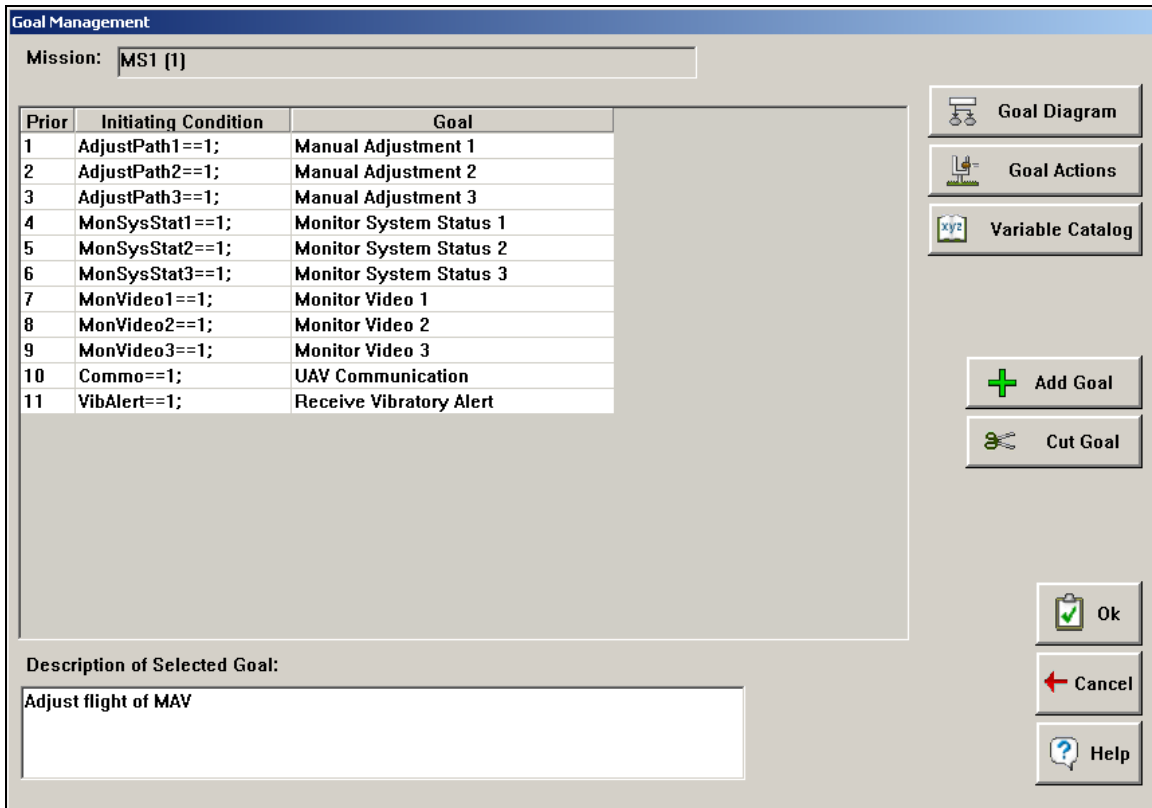 Goal Management
Mission: MS1 (1)
Prior Initiating Condition Goal
1 AdjustPath1==1; Manual Adjustment 1
2 AdjustPath2==1; Manual Adjustment 2
3 AdjustPath3==1; Manual Adjustment 3
4 MonSysStat1==1; Monitor System Status 1
5 MonSysStat2==1; Monitor System Status 2
6 MonSysStat3==1; Monitor System Status 3
7 MonVideo1==1; Monitor Video 1
8 MonVideo2==1; Monitor Video 2
9 MonVideo3==1; Monitor Video 3
10 Commo==1; UAV Communication
11 VibAlert==1; Receive Vibratory Alert
Goal Diagram
Goal Actions
xyz Variable Catalog
Add Goal
Cut Goal
Ok
Cancel
? Help
Description of Selected Goal:
Adjust flight of MAV